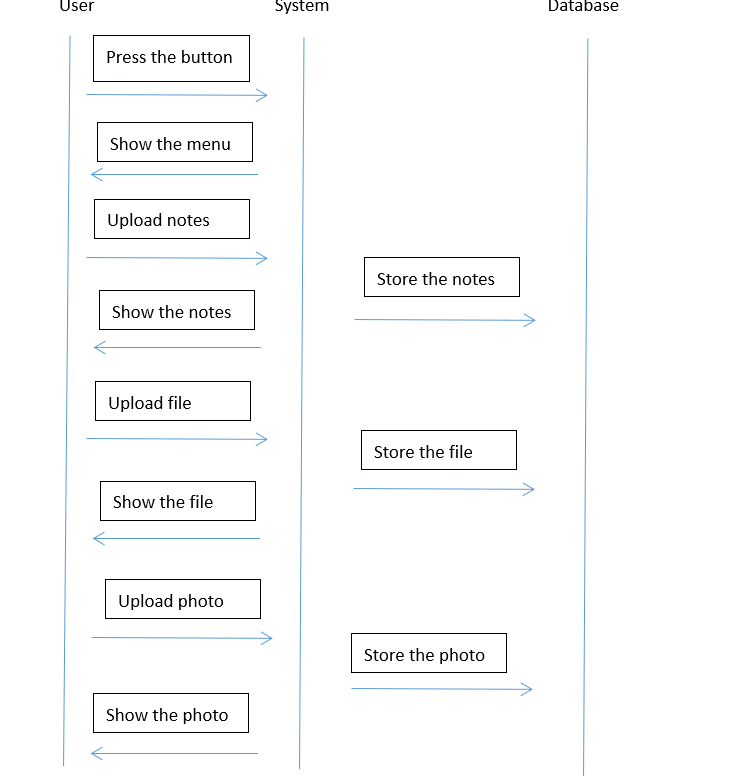 User System Database
Press the button
Show the menu
Upload notes
Store the notes
Show the notes
Upload file
Store the file
Show the file
Upload photo
Store the photo
Show the photo